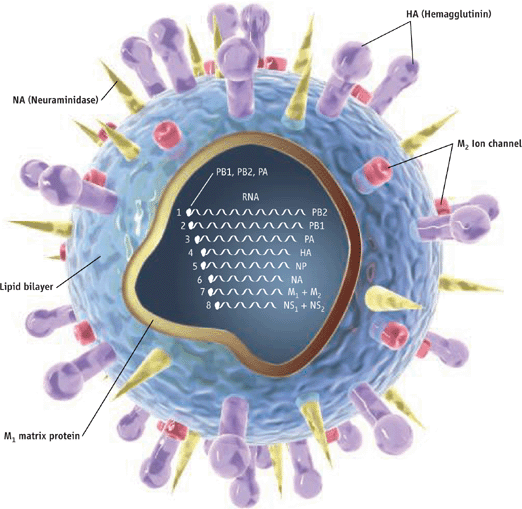 HA (Hemagglutinin)
NA (Neuraminidase)
M₂ Ion channel
PB1, PB2, PA
RNA
1 PB2
2 PB1
3 PA
4 HA
5 NP
6 NA
7 M₁ + M₂
8 NS₁ + NS₂
Lipid bilayer
M₁ matrix protein